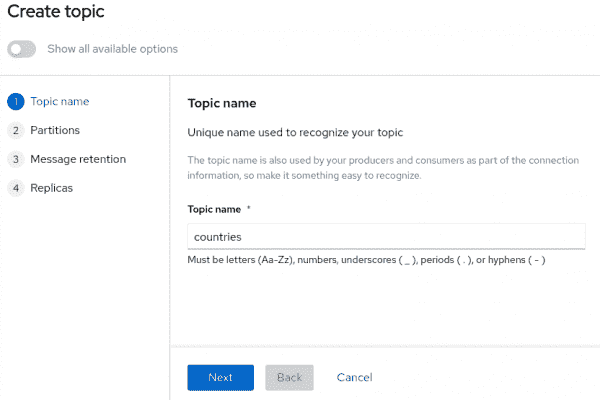 Create topic
Show all available options
1 Topic name
2 Partitions
3 Message retention
4 Replicas
Topic name
Unique name used to recognize your topic
The topic name is also used by your producers and consumers as part of the connection
information, so make it something easy to recognize.
Topic name *
countries
Must be letters (Aa-Zz), numbers, underscores ( _ ), periods ( . ), or hyphens ( - )
Next Back Cancel